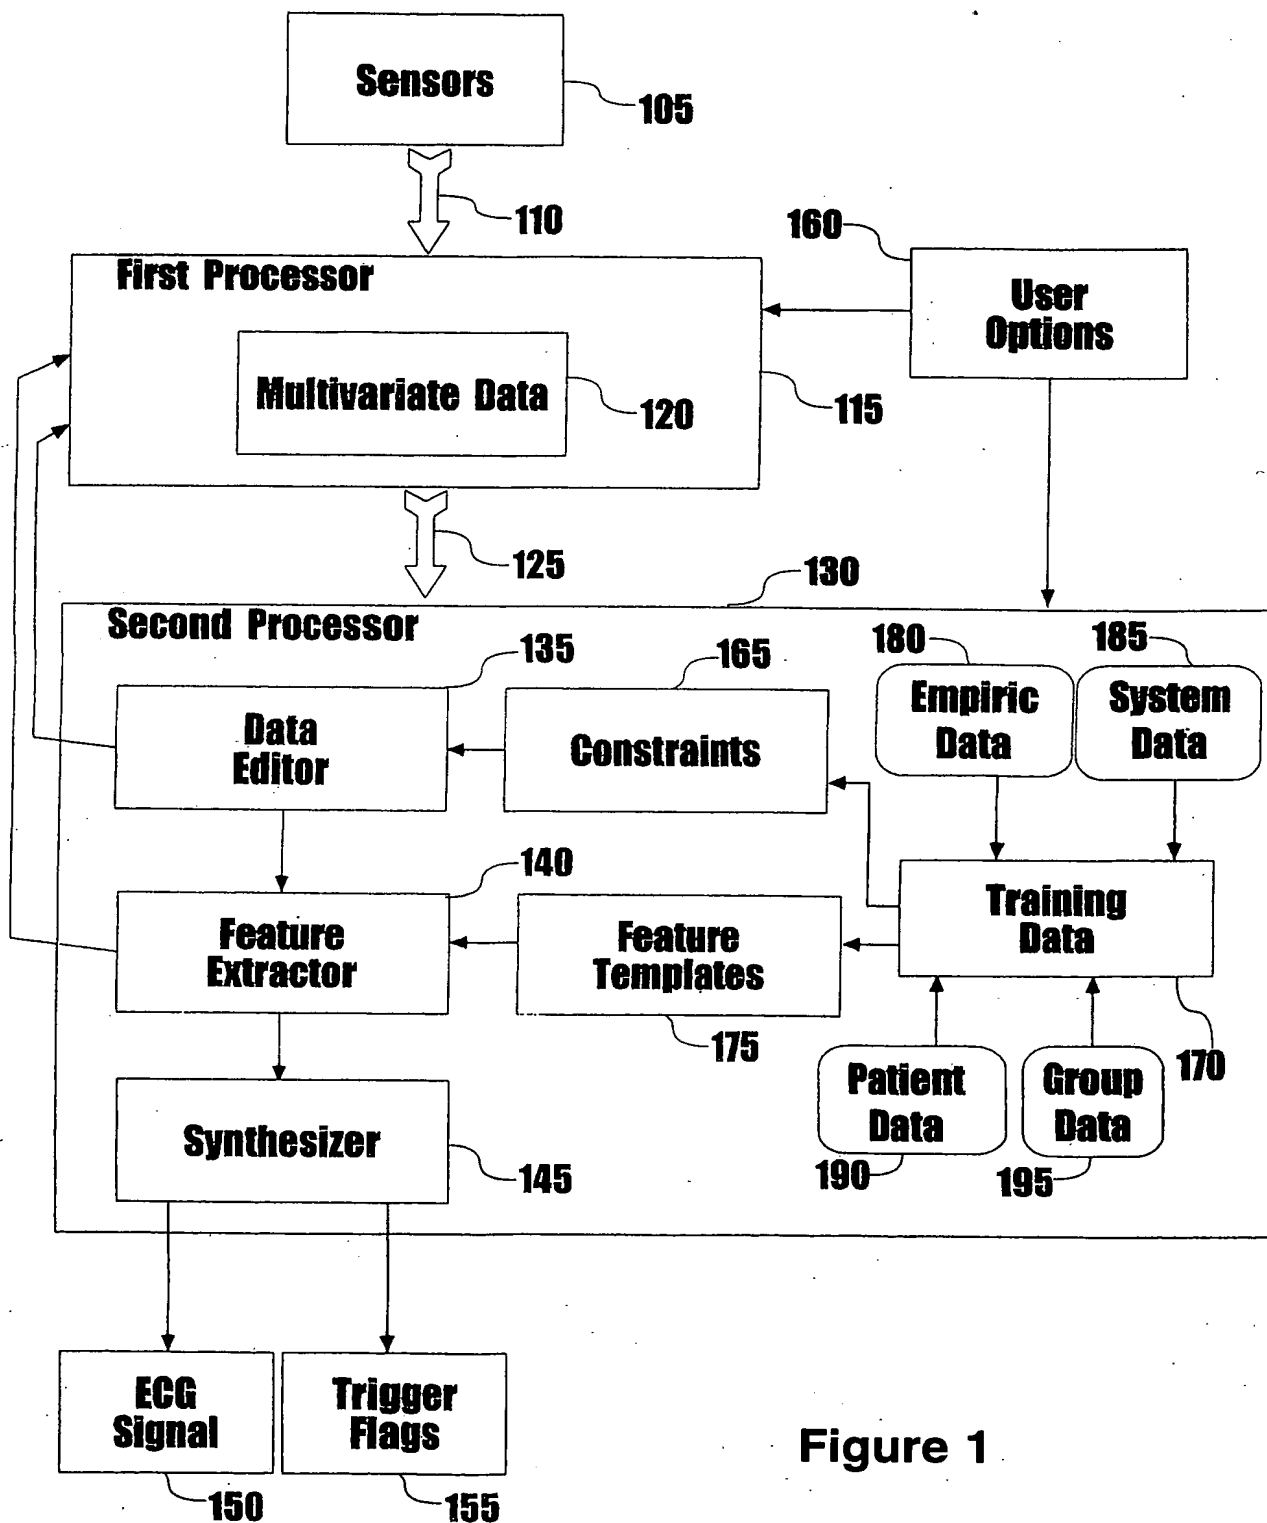 Sensors
105
110
160
First Processor
User
Options
Multivariate Data
120
115
125
130
Second Processor
135
165
180
185
Data
Editor
Constraints
Empiric
Data
System
Data
140
Feature
Extractor
Feature
Templates
Training
Data
175
170
Patient
Data
Group
Data
Synthesizer
145
190
195
ECG
Signal
Trigger
Flags
150
155
Figure 1